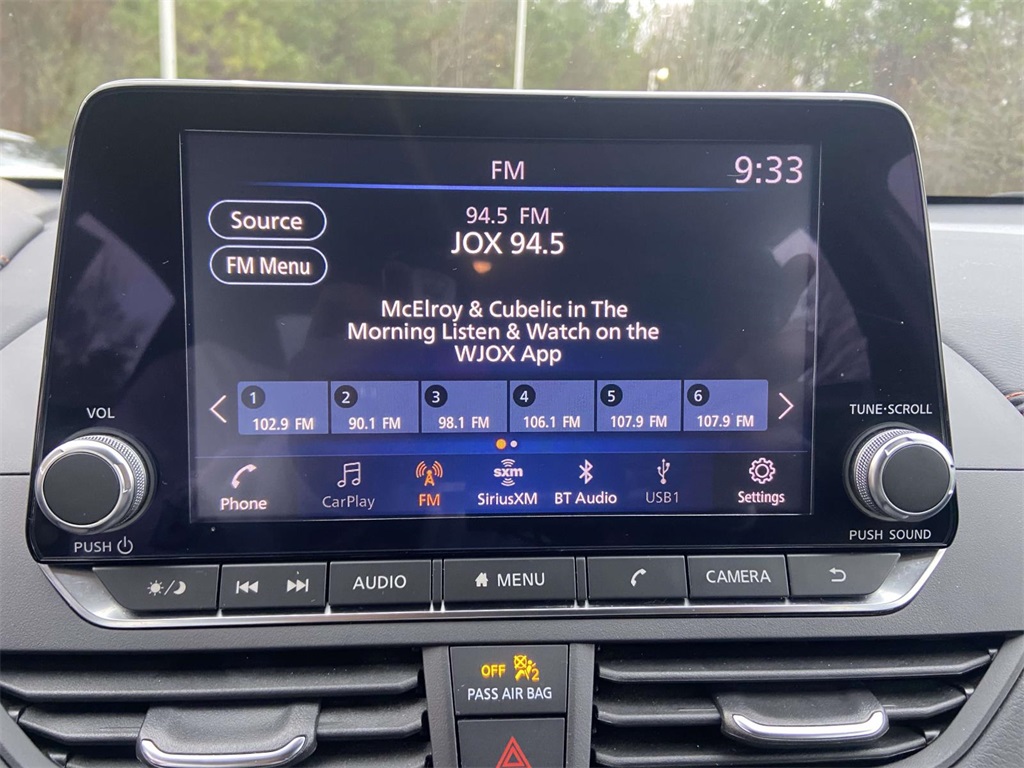 FM
9:33
Source
94.5 FM
JOX 94.5
FM Menu
McElroy & Cubelic in The
Morning Listen & Watch on the
WJOX App
1 2 3 4 5 6
102.9 FM 90.1 FM 98.1 FM 106.1 FM 107.9 FM 107.9 FM
VOL
TUNE·SCROLL
sxm
Phone CarPlay FM SiriusXM BT Audio USB1 Settings
PUSH
PUSH SOUND
AUDIO MENU CAMERA
OFF 2
PASS AIR BAG